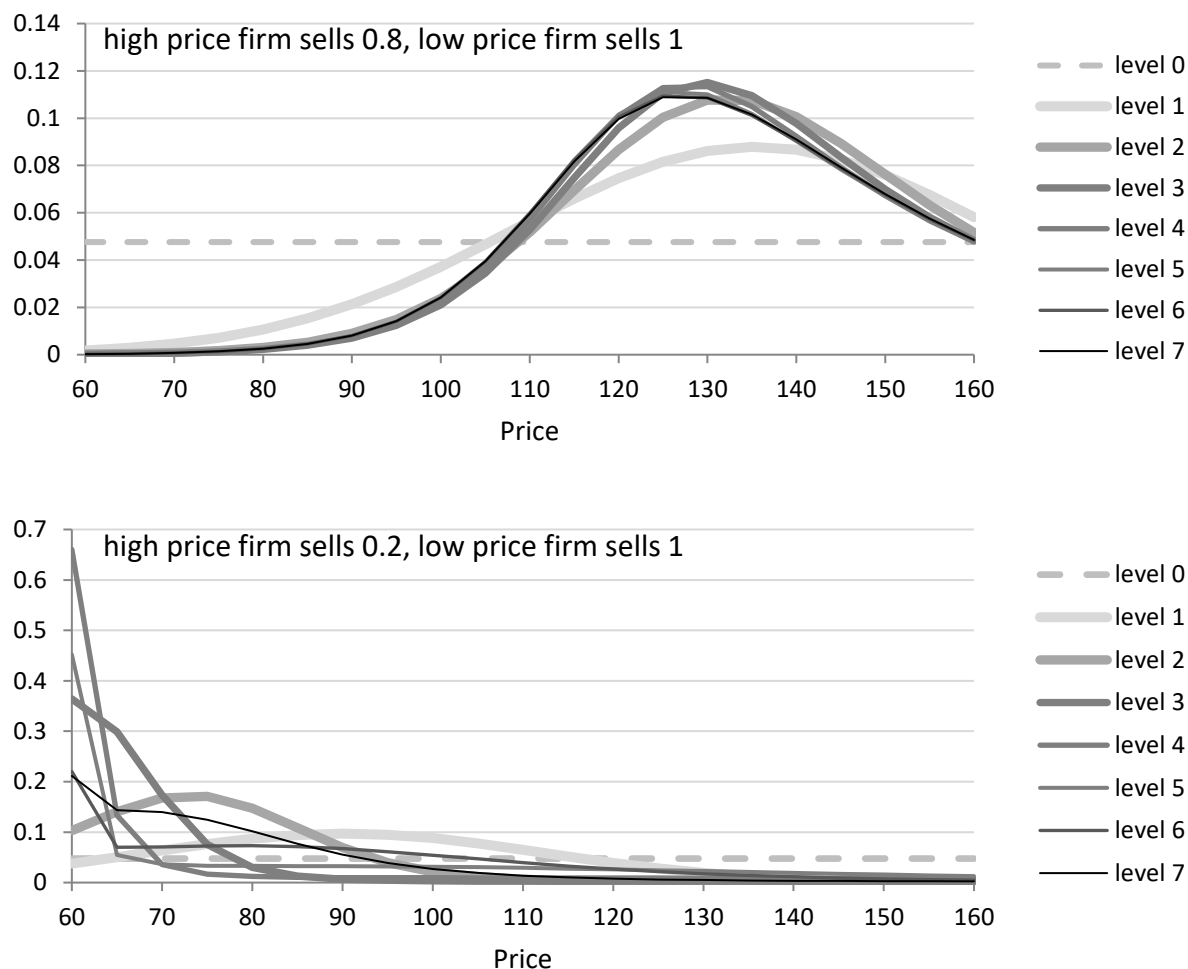 high price firm sells 0.8, low price firm sells 1
0.14
0.12
0.1
0.08
0.06
0.04
0.02
0
60 70 80 90 100 110 120 130 140 150 160
Price
level 0
level 1
level 2
level 3
level 4
level 5
level 6
level 7
high price firm sells 0.2, low price firm sells 1
0.7
0.6
0.5
0.4
0.3
0.2
0.1
0
60 70 80 90 100 110 120 130 140 150 160
Price
level 0
level 1
level 2
level 3
level 4
level 5
level 6
level 7